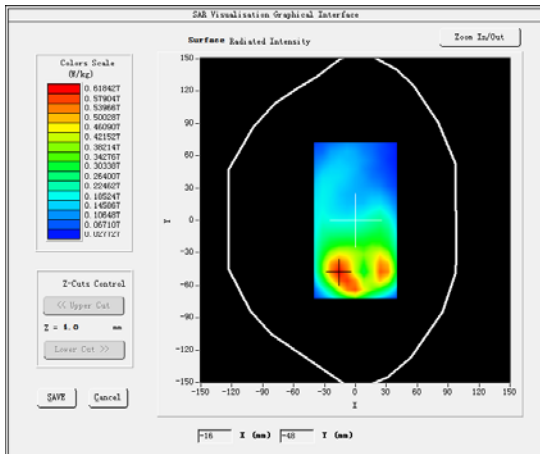 SAR Visualisation Graphical Interface
Surface Radiated Intensity
Zoom In/Out
Colors Scale
(W/kg)
0.618427
0.579047
0.539667
0.500287
0.460907
0.421527
0.382147
0.342767
0.303387
0.264007
0.224627
0.185247
0.145867
0.106487
0.067107
0.027727
150
120
90
60
30
0
-30
-60
-90
-120
-150
Y
-150 -120 -90 -60 -30 0 30 60 90 120 150
X
Z-Cuts Control
<< Upper Cut
Z = 4.0 mm
Lower Cut >>
SAVE Cancel
-16 X (mm) -48 Y (mm)